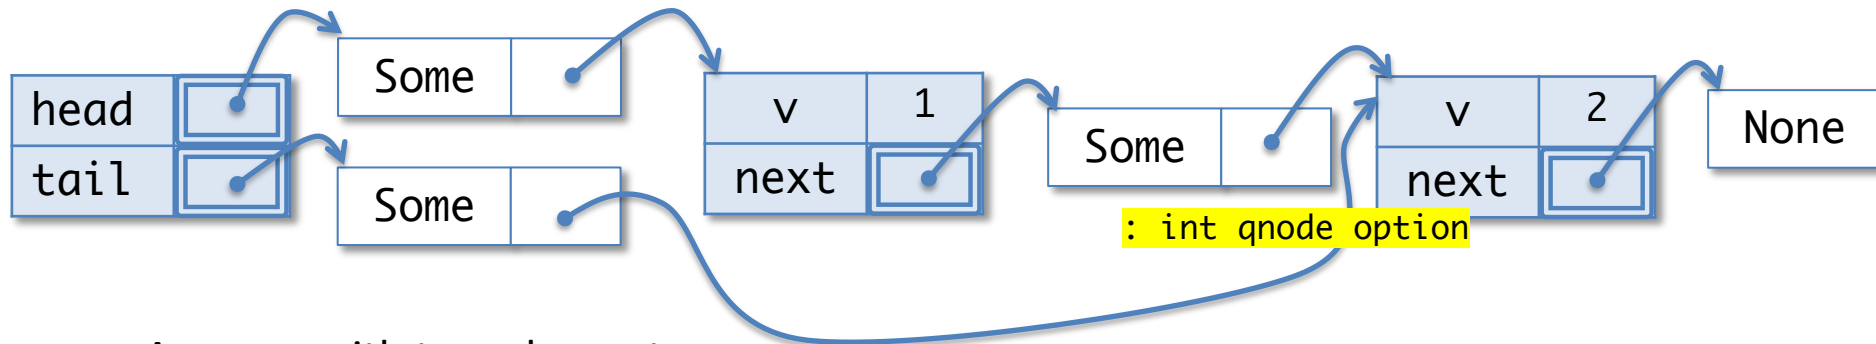 head
tail
Some
Some
v 1
next
Some
: int qnode option
v 2
next
None